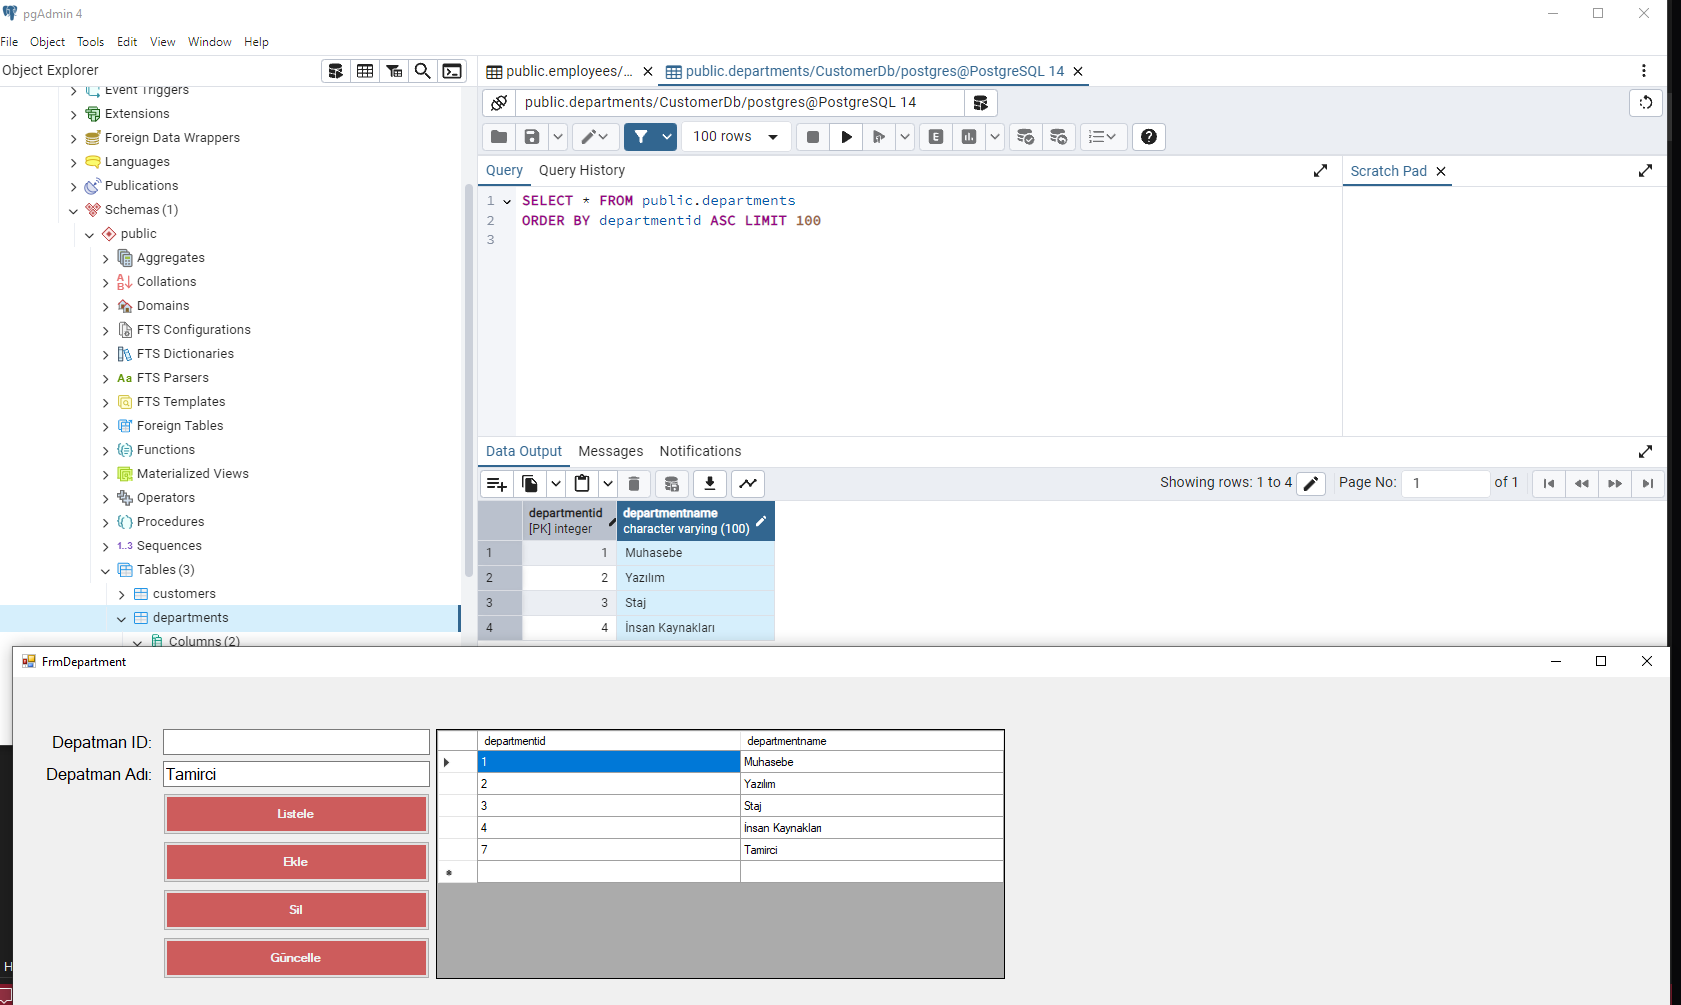 pgAdmin 4
File Object Tools Edit View Window Help
Object Explorer
Event Triggers
Extensions
Foreign Data Wrappers
Languages
Publications
Schemas (1)
public
Aggregates
Collations
Domains
FTS Configurations
FTS Dictionaries
Aa FTS Parsers
FTS Templates
Foreign Tables
Functions
Materialized Views
Operators
Procedures
1..3 Sequences
Tables (3)
customers
departments
Columns (2)
public.employees/...
public.departments/CustomerDb/postgres@PostgreSQL 14
public.departments/CustomerDb/postgres@PostgreSQL 14
100 rows
E
Query Query History
Scratch Pad
1 SELECT * FROM public.departments
2 ORDER BY departmentid ASC LIMIT 100
3
Data Output Messages Notifications
Showing rows: 1 to 4 Page No: 1 of 1
departmentid departmentname
[PK] integer character varying (100)
1 1 Muhasebe
2 2 Yazılım
3 3 Staj
4 4 İnsan Kaynakları
FrmDepartment
Depatman ID:
Depatman Adı: Tamirci
Listele
Ekle
Sil
Güncelle
departmentid departmentname
1 Muhasebe
2 Yazılım
3 Staj
4 İnsan Kaynakları
7 Tamirci
H